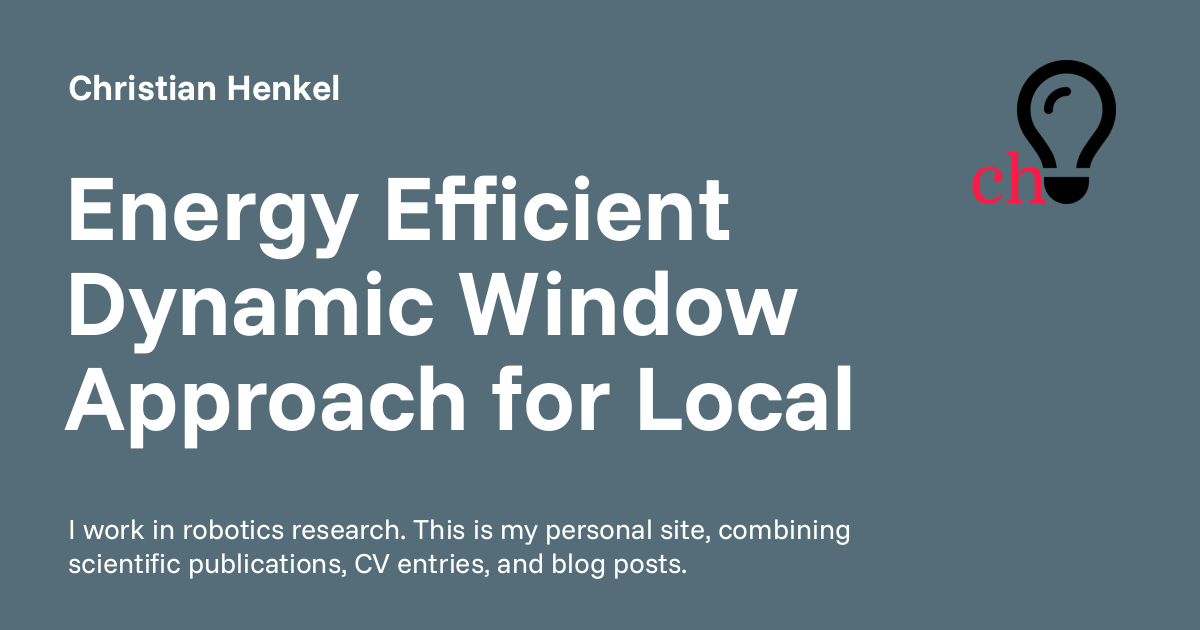 Christian Henkel
ch
Energy Efficient
Dynamic Window
Approach for Local
I work in robotics research. This is my personal site, combining
scientific publications, CV entries, and blog posts.